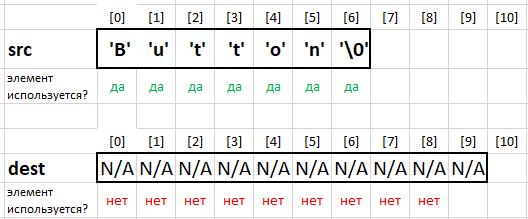 [0] [1] [2] [3] [4] [5] [6] [7] [8] [9] [10]
src 'B' 'u' 't' 't' 'o' 'n' '\0'
элемент
используется? да да да да да да да
[0] [1] [2] [3] [4] [5] [6] [7] [8] [9] [10]
dest N/A N/A N/A N/A N/A N/A N/A N/A N/A N/A
элемент
используется? нет нет нет нет нет нет нет нет нет